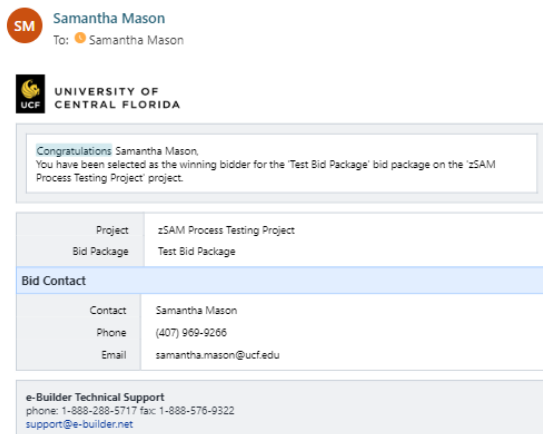 SM
Samantha Mason
To: Samantha Mason
UCF
UNIVERSITY OF
CENTRAL FLORIDA
Congratulations Samantha Mason,
You have been selected as the winning bidder for the 'Test Bid Package' bid package on the 'zSAM
Process Testing Project' project.
Project zSAM Process Testing Project
Bid Package Test Bid Package
Bid Contact
Contact Samantha Mason
Phone (407) 969-9266
Email samantha.mason@ucf.edu
e-Builder Technical Support
phone: 1-888-288-5717 fax: 1-888-576-9322
support@e-builder.net